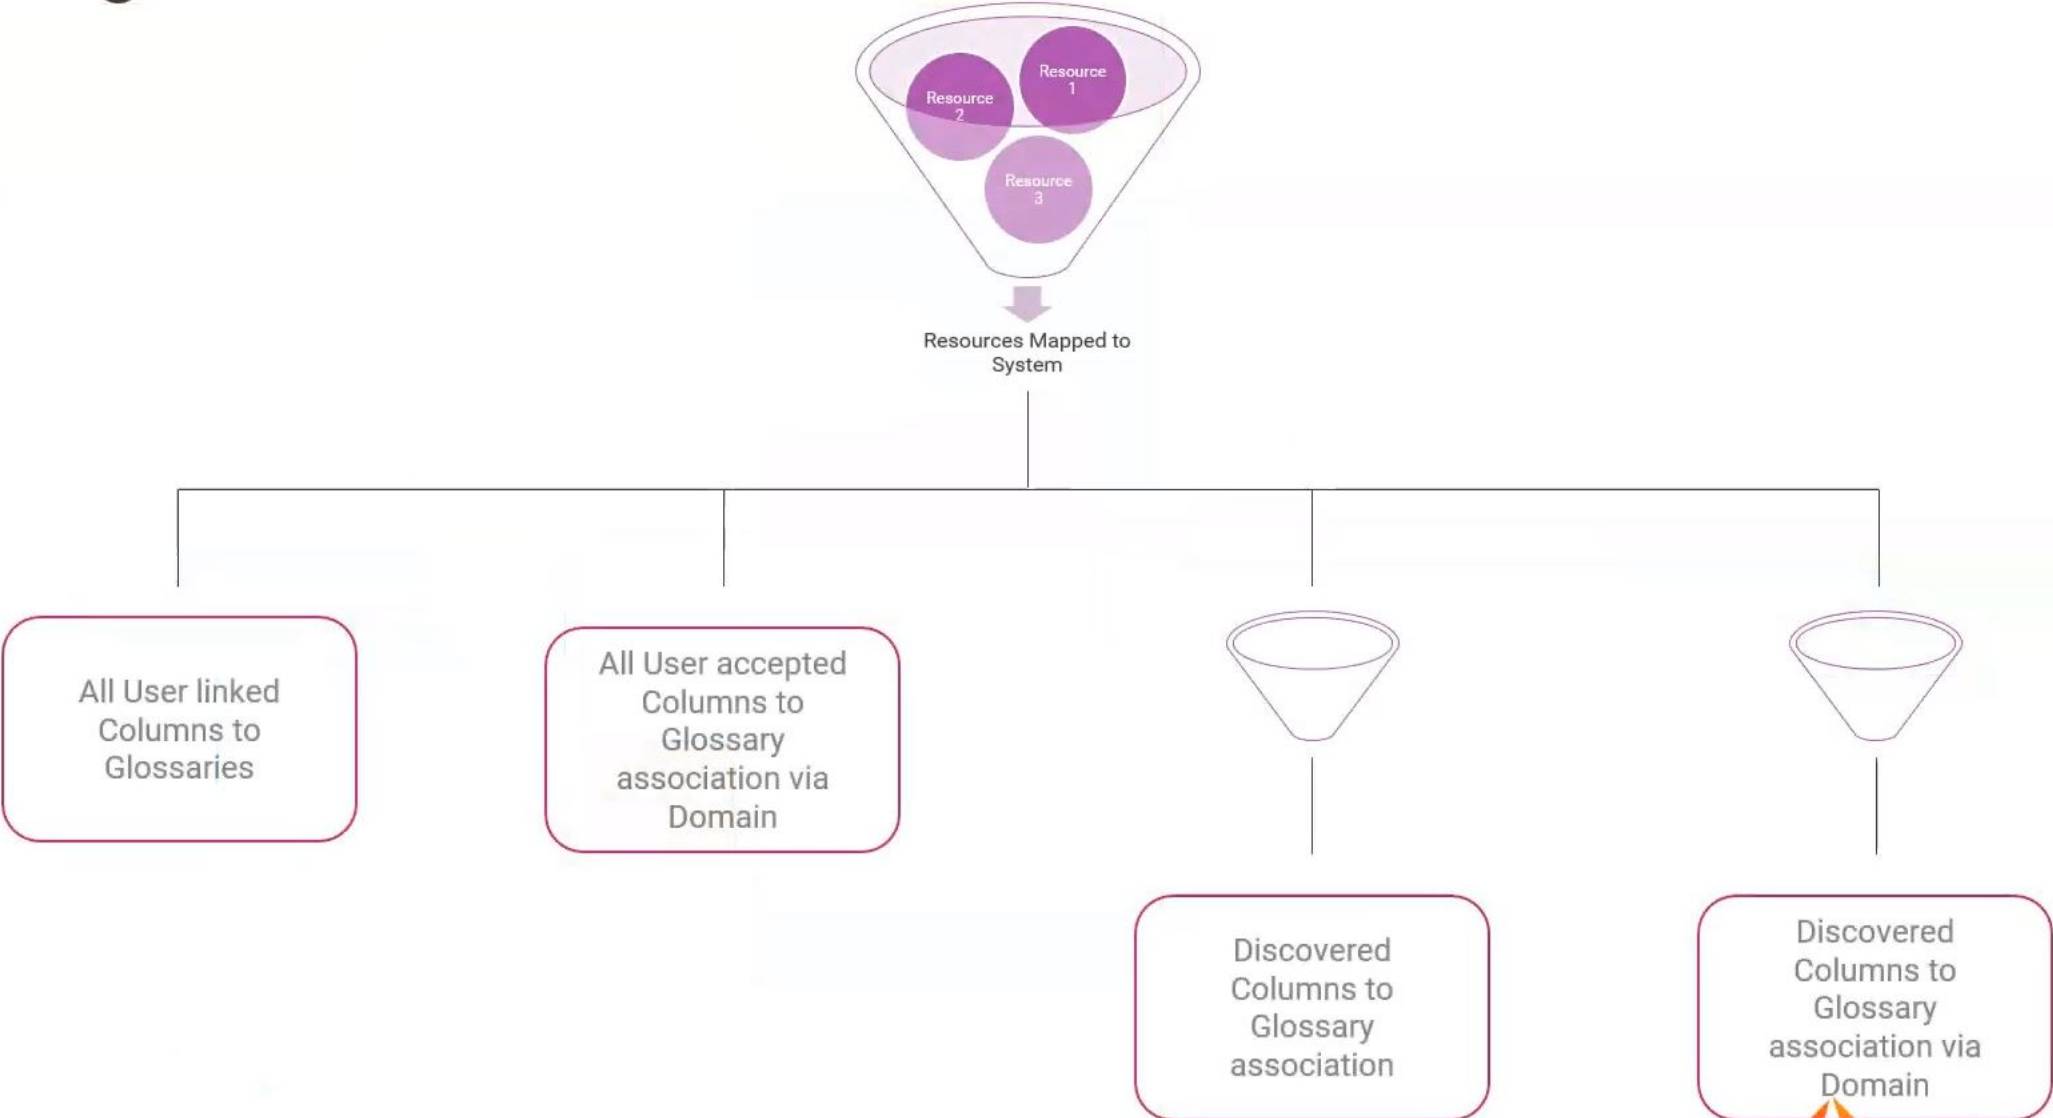 Resource
1
Resource
2
Resource
3
Resources Mapped to
System
All User linked
Columns to
Glossaries
All User accepted
Columns to
Glossary
association via
Domain
Discovered
Columns to
Glossary
association
Discovered
Columns to
Glossary
association via
Domain